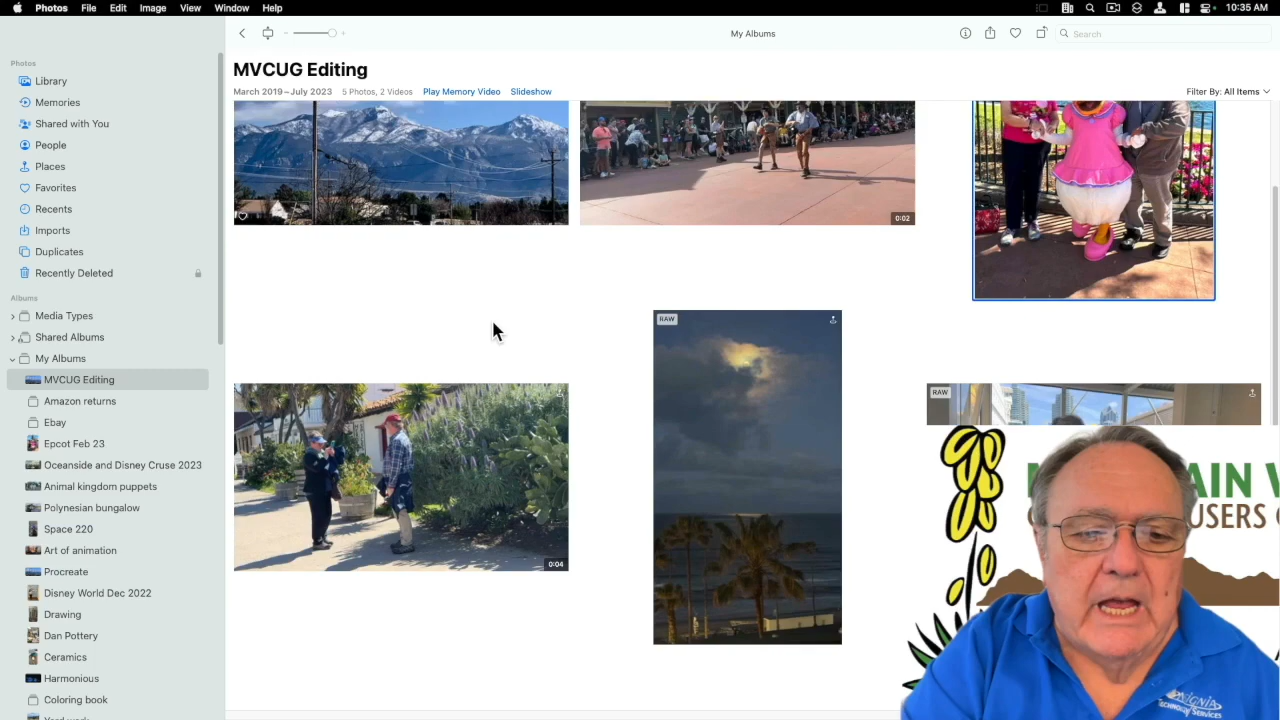 Photos File Edit Image View Window Help 10:35 AM
My Albums
Search
Photos
Library
Memories
Shared with You
People
Places
Favorites
Recents
Imports
Duplicates
Recently Deleted
Albums
Media Types
Shared Albums
My Albums
MVCUG Editing
Amazon returns
Ebay
Epcot Feb 23
Oceanside and Disney Cruse 2023
Animal kingdom puppets
Polynesian bungalow
Space 220
Art of animation
Procreate
Disney World Dec 2022
Drawing
Dan Pottery
Ceramics
Harmonious
Coloring book
MVCUG Editing
March 2019 – July 2023 5 Photos, 2 Videos Play Memory Video Slideshow
Filter By: All Items
0:02
RAW
RAW
0:04
AIN V
USERS
NSIGNIA
TECHNOLOGY SERVICES